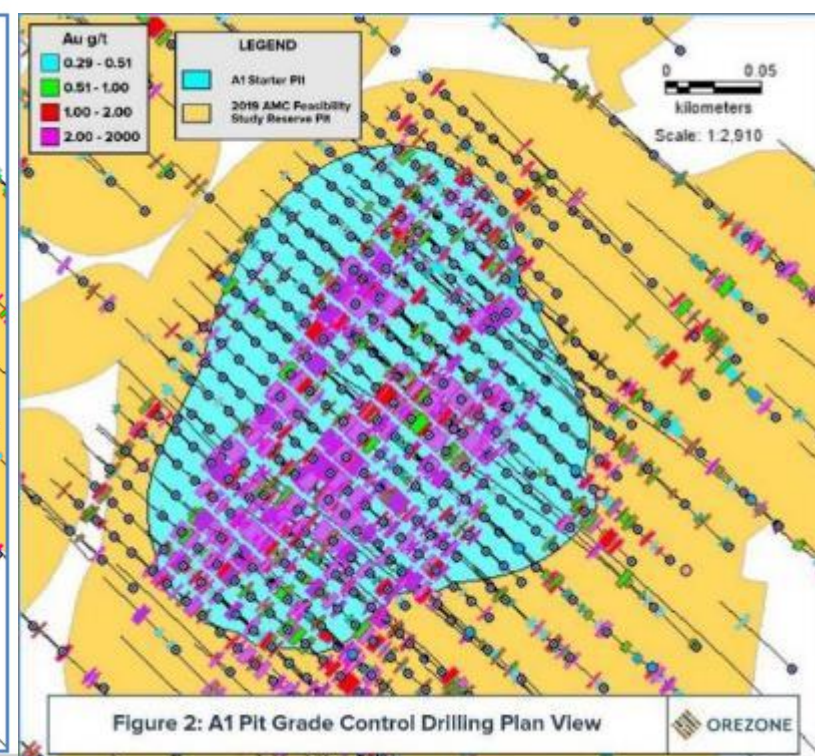 Au g/t
0.29 - 0.51
0.51 - 1.00
1.00 - 2.00
2.00 - 2000
LEGEND
A1 Starter Pit
2019 AMC Feasibility
Study Reserve Pit
0 0.05
kilometers
Scale: 1:2,910
Figure 2: A1 Pit Grade Control Drilling Plan View
OREZONE